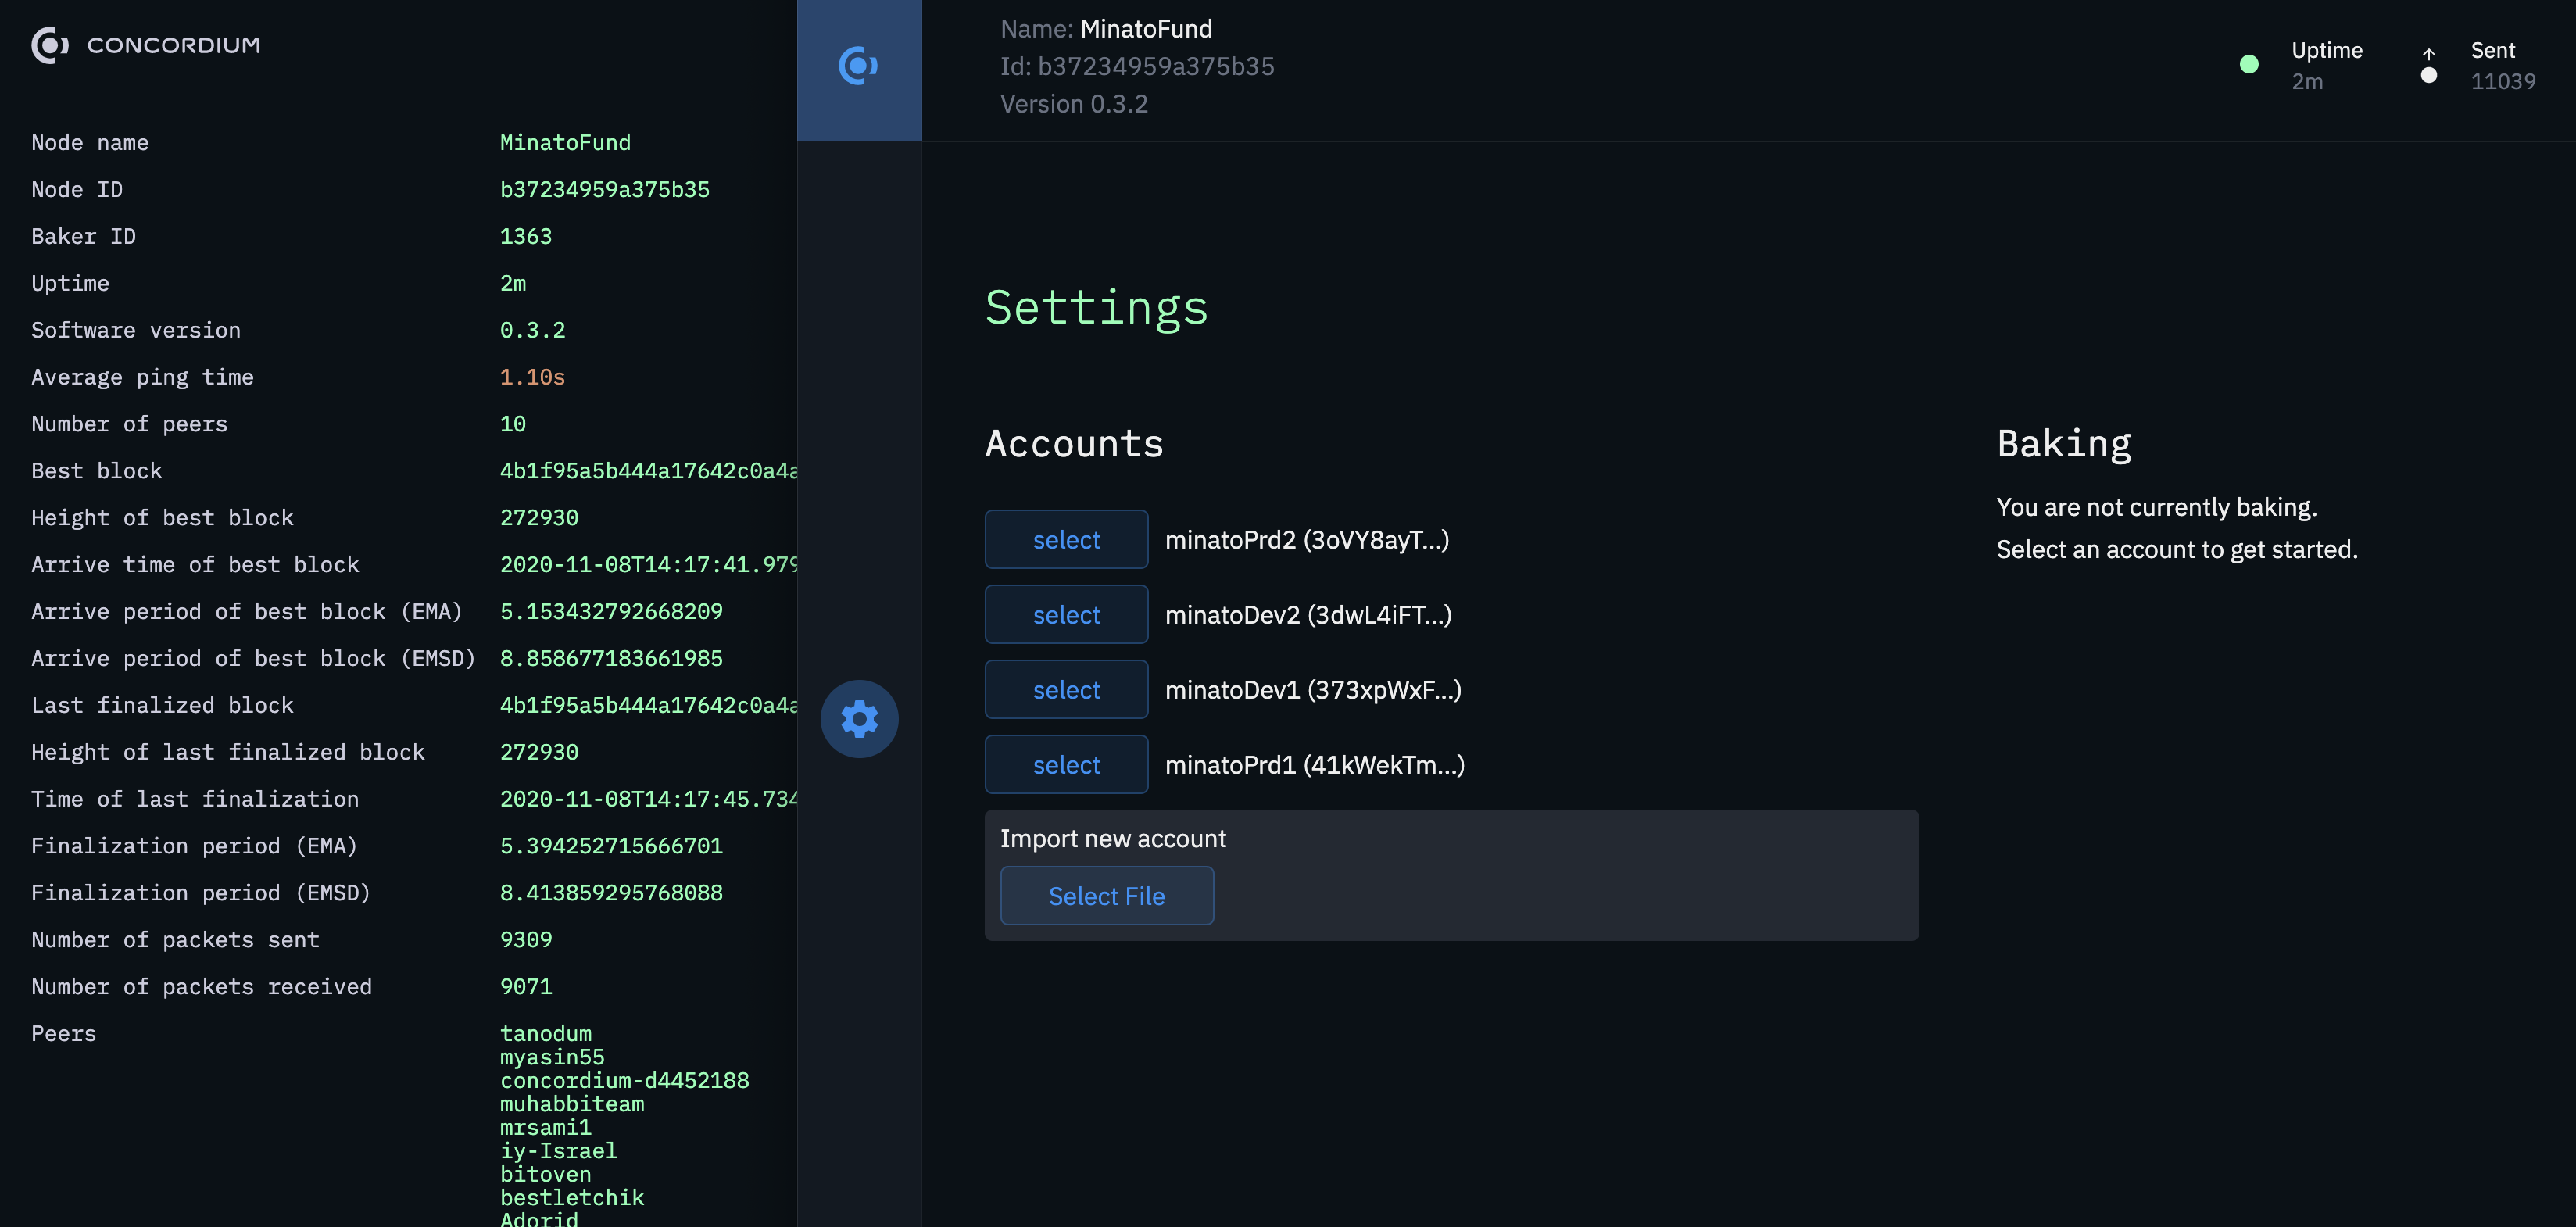 CONCORDIUM
Node name MinatoFund
Node ID b37234959a375b35
Baker ID 1363
Uptime 2m
Software version 0.3.2
Average ping time 1.10s
Number of peers 10
Best block 4b1f95a5b444a17642c0a4a
Height of best block 272930
Arrive time of best block 2020-11-08T14:17:41.979
Arrive period of best block (EMA) 5.153432792668209
Arrive period of best block (EMSD) 8.858677183661985
Last finalized block 4b1f95a5b444a17642c0a4a
Height of last finalized block 272930
Time of last finalization 2020-11-08T14:17:45.734
Finalization period (EMA) 5.394252715666701
Finalization period (EMSD) 8.413859295768088
Number of packets sent 9309
Number of packets received 9071
Peers tanodum
myasin55
concordium-d4452188
muhabbiteam
mrsami1
iy-Israel
bitoven
bestletchik
Adorid
Name: MinatoFund
Id: b37234959a375b35
Version 0.3.2
Uptime
2m
Sent
11039
Settings
Accounts
select minatoPrd2 (3oVY8ayT...)
select minatoDev2 (3dwL4iFT...)
select minatoDev1 (373xpWxF...)
select minatoPrd1 (41kWekTm...)
Import new account
Select File
Baking
You are not currently baking.
Select an account to get started.